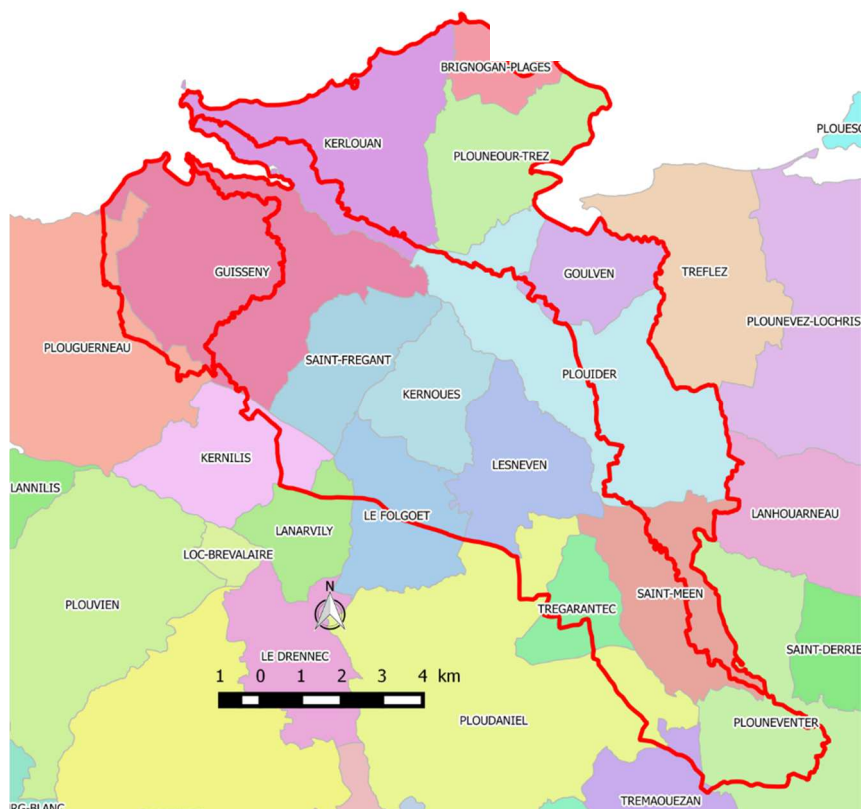 BRIGNOGAN-PLAGES
PLOUESC
KERLOUAN
PLOUNEOUR-TREZ
GUISSENY
GOULVEN
TREFLEZ
PLOUNEVEZ-LOCHRIS
PLOUGUERNEAU
SAINT-FREGANT
PLOUIDER
KERNOUES
KERNILIS
LESNEVEN
LANNILIS
LE FOLGOET
LANHOUARNEAU
LANARVILY
LOC-BREVALAIRE
PLOUVIEN
N
TREGARANTEC
SAINT-MEEN
SAINT-DERRIE
LE DRENNEC
1 0 1 2 3 4 km
PLOUDANIEL
PLOUNEVENTER
TREMAOUEZAN
RG-BLANC